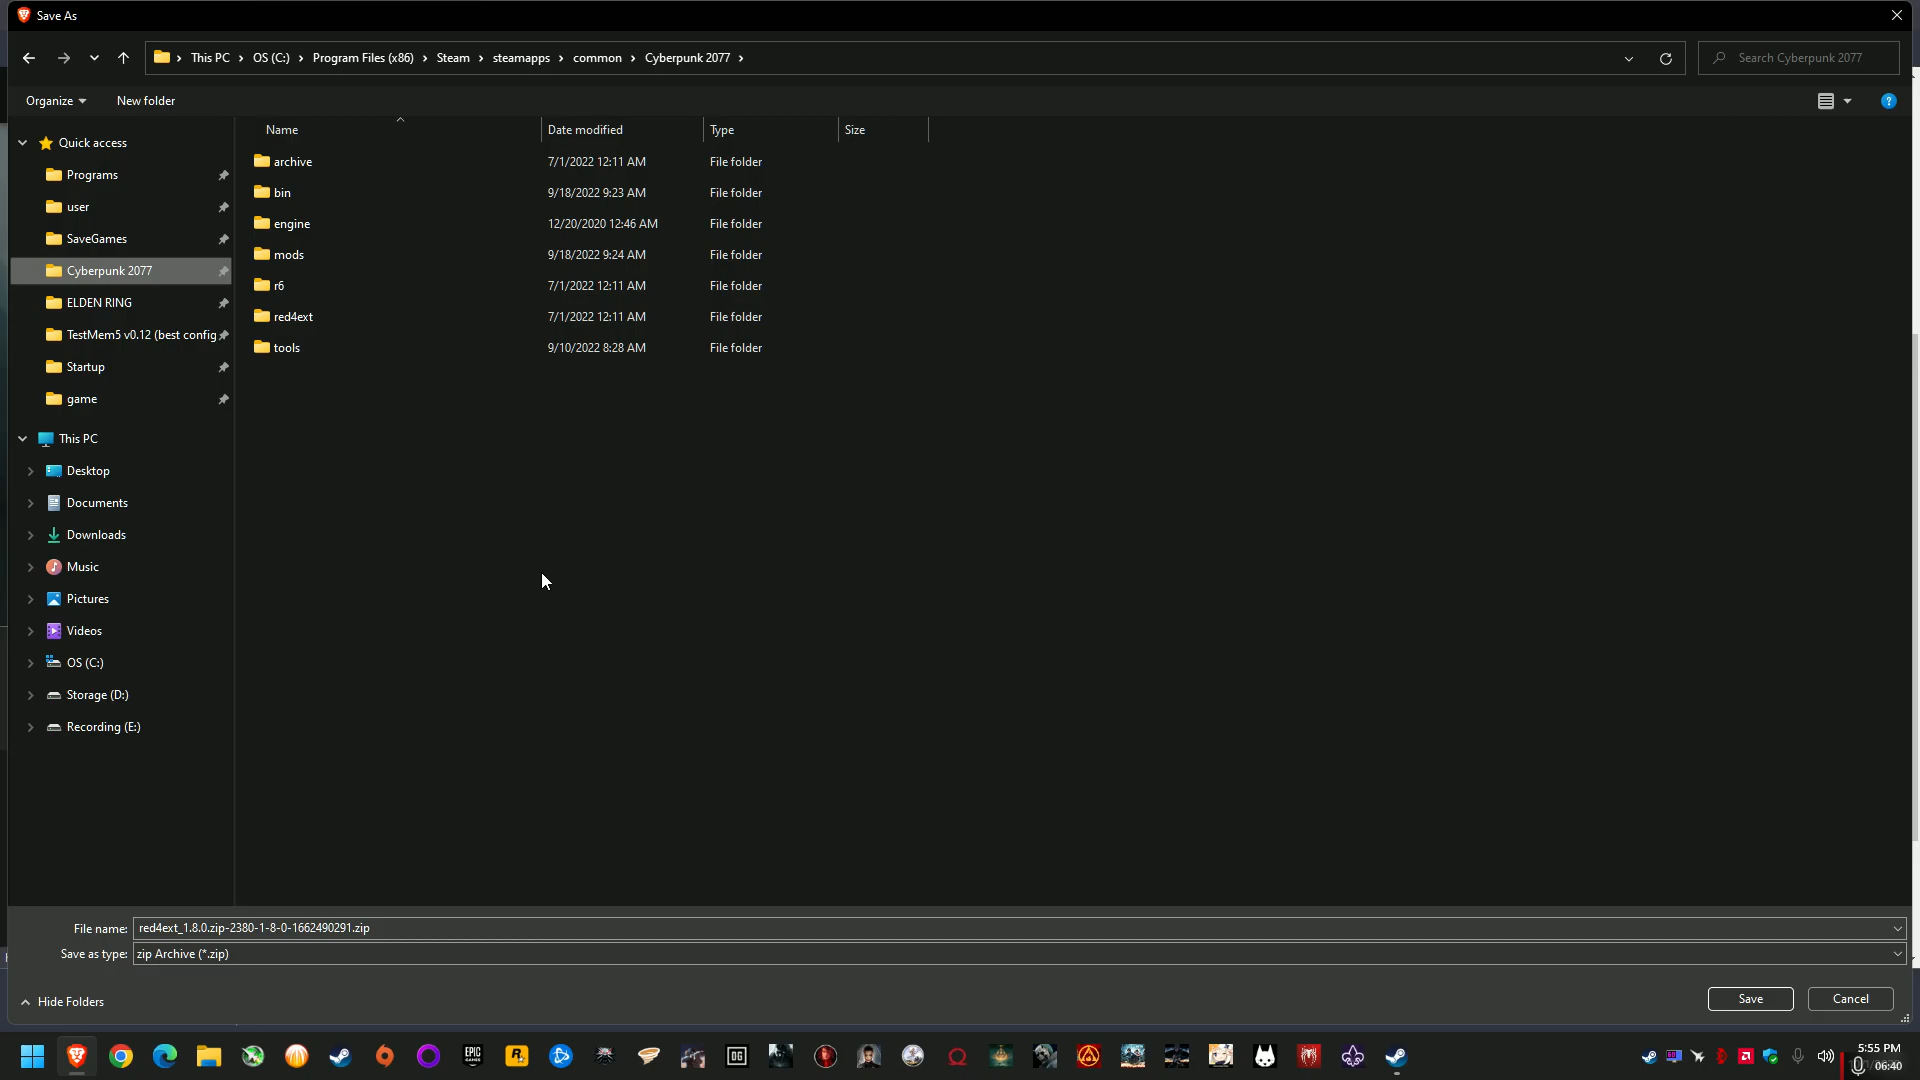 Save As
This PC > OS (C:) > Program Files (x86) > Steam > steamapps > common > Cyberpunk 2077 >
Search Cyberpunk 2077
Organize
New folder
Name
Date modified
Type
Size
Quick access
Programs
user
SaveGames
Cyberpunk 2077
ELDEN RING
TestMem5 v0.12 (best config
Startup
game
This PC
Desktop
Documents
Downloads
Music
Pictures
Videos
OS (C:)
Storage (D:)
Recording (E:)
archive 7/1/2022 12:11 AM File folder
bin 9/18/2022 9:23 AM File folder
engine 12/20/2020 12:46 AM File folder
mods 9/18/2022 9:24 AM File folder
r6 7/1/2022 12:11 AM File folder
red4ext 7/1/2022 12:11 AM File folder
tools 9/10/2022 8:28 AM File folder
File name: red4ext_1.8.0.zip-2380-1-8-0-1662490291.zip
Save as type: zip Archive (*.zip)
Hide Folders
Save
Cancel
EPIC GAMES
R
OG
5:55 PM
06:40